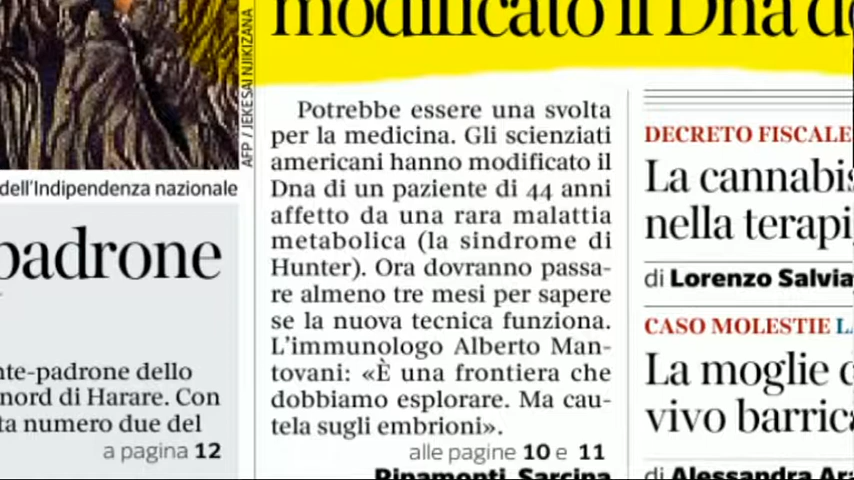 modificato il Dna d
AFP / JEKESAI NJIKIZANA
dell'Indipendenza nazionale
padrone
nte-padrone dello
nord di Harare. Con
ta numero due del
a pagina 12
Potrebbe essere una svolta
per la medicina. Gli scienziati
americani hanno modificato il
Dna di un paziente di 44 anni
affetto da una rara malattia
metabolica (la sindrome di
Hunter). Ora dovranno passa-
re almeno tre mesi per sapere
se la nuova tecnica funziona.
L'immunologo Alberto Man-
tovani: «È una frontiera che
dobbiamo esplorare. Ma cau-
tela sugli embrioni».
alle pagine 10 e 11
Ripamonti, Sarcina
DECRETO FISCALE
La cannabis
nella terapi
di Lorenzo Salvia
CASO MOLESTIE L
La moglie
vivo barrica
di Alessandra Ar